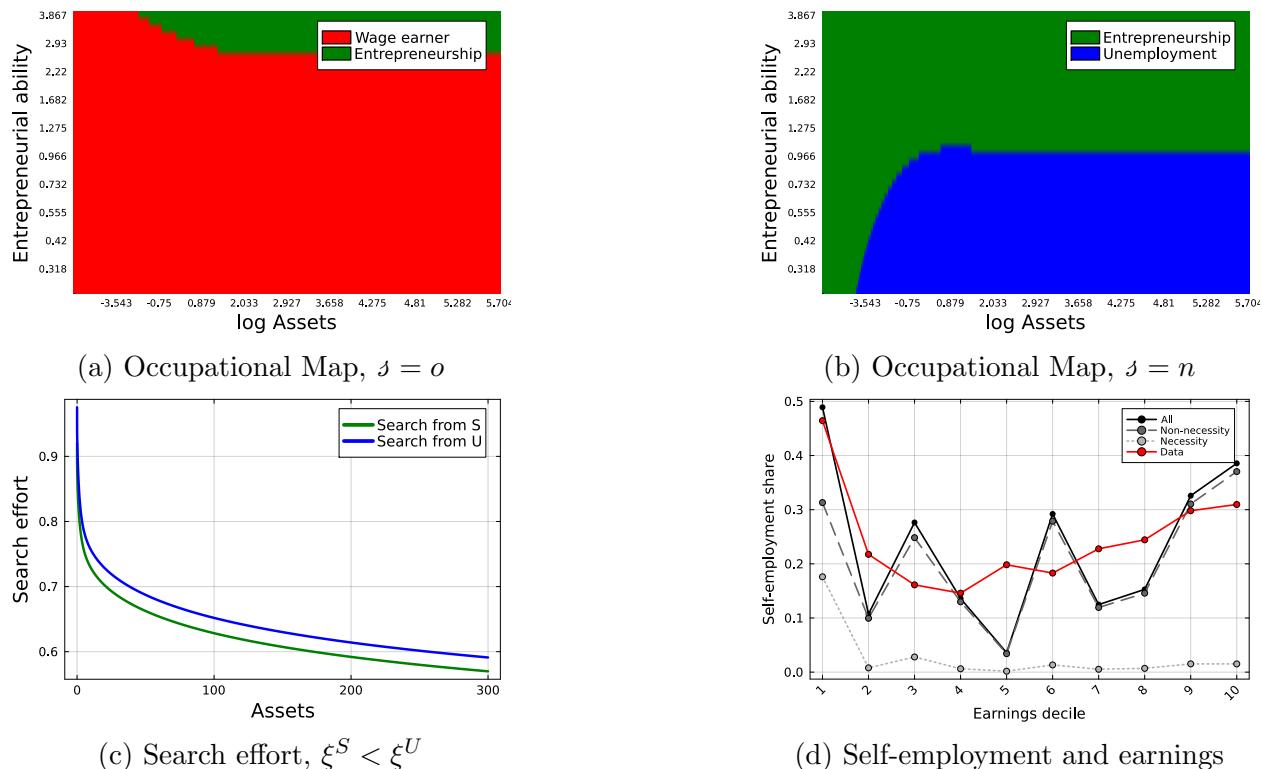 3.867
2.93
2.22
1.682
1.275
0.966
0.732
0.555
0.42
0.318
Entrepreneurial ability
Wage earner
Entrepreneurship
-3.543 -0.75 0.879 2.033 2.927 3.658 4.275 4.81 5.282 5.704
log Assets
(a) Occupational Map, 𝓈 = o
3.867
2.93
2.22
1.682
1.275
0.966
0.732
0.555
0.42
0.318
Entrepreneurial ability
Entrepreneurship
Unemployment
-3.543 -0.75 0.879 2.033 2.927 3.658 4.275 4.81 5.282 5.704
log Assets
(b) Occupational Map, 𝓈 = n
0.9
0.8
0.7
0.6
Search effort
Search from S
Search from U
0 100 200 300
Assets
(c) Search effort, ξ^S < ξ^U
0.5
0.4
0.3
0.2
0.1
0.0
Self-employment share
All
Non-necessity
Necessity
Data
1 2 3 4 5 6 7 8 9 10
Earnings decile
(d) Self-employment and earnings